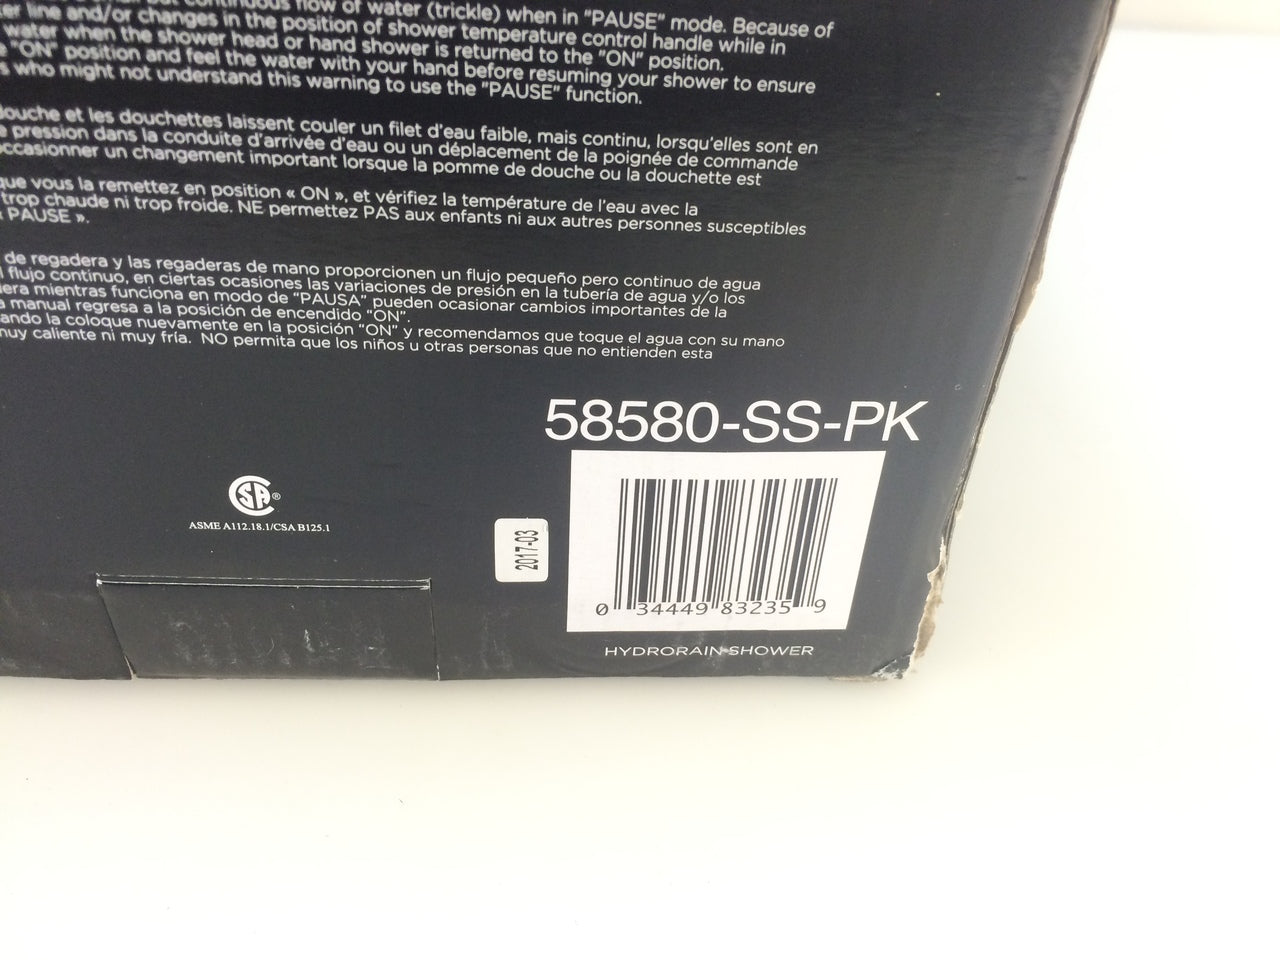 continuous flow of water (trickle) when in "PAUSE" mode. Because of
line and/or changes in the position of shower temperature control handle while in
water when the shower head or hand shower is returned to the "ON" position.
"ON" position and feel the water with your hand before resuming your shower to ensure
who might not understand this warning to use the "PAUSE" function.
douche et les douchettes laissent couler un filet d'eau faible, mais continu, lorsqu'elles sont en
pression dans la conduite d'arrivée d'eau ou un déplacement de la poignée de commande
occasionner un changement important lorsque la pomme de douche ou la douchette est
que vous la remettez en position « ON », et vérifiez la température de l'eau avec la
trop chaude ni trop froide. NE permettez PAS aux enfants ni aux autres personnes susceptibles
« PAUSE ».
de regadera y las regaderas de mano proporcionen un flujo pequeño pero continuo de agua
flujo continuo, en ciertas ocasiones las variaciones de presión en la tubería de agua y/o los
mientras funciona en modo de "PAUSA" pueden ocasionar cambios importantes de la
manual regresa a la posición de encendido "ON".
la coloque nuevamente en la posición "ON" y recomendamos que toque el agua con su mano
muy caliente ni muy fría. NO permita que los niños u otras personas que no entienden esta
58580-SS-PK
CSA®
ASME A112.18.1/CSA B125.1
2017-03
0 34449 83235 9
HYDRORAIN SHOWER